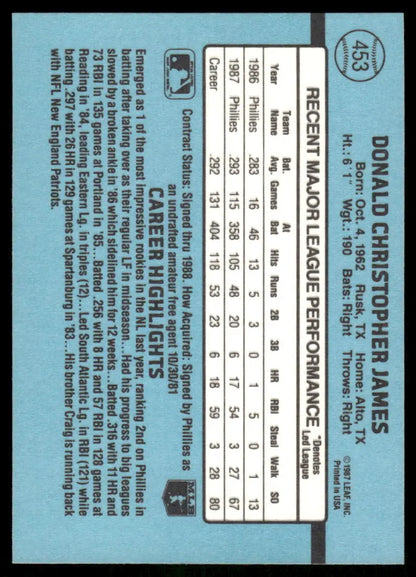 453
DONALD CHRISTOPHER JAMES
Born: Oct. 4, 1962 Rusk, TX Home: Alto, TX
Ht.: 6' 1" Wgt.: 190 Bats: Right Throws: Right
©1987 LEAF, INC.
Printed in USA
RECENT MAJOR LEAGUE PERFORMANCE *Denotes Led League
Team Bat. At
Year Name Avg. Games Bat Hits Runs 2B 3B HR RBI Steal Walk SO
1986 Phillies .283 16 46 13 5 3 0 1 5 0 1 13
1987 Phillies .293 115 358 105 48 20 6 17 54 3 27 67
Career .292 131 404 118 53 23 6 18 59 3 28 80
Contract Status: Signed thru 1988...How Acquired: Signed by Phillies as
an undrafted amateur free agent 10/30/81
MLB
CAREER HIGHLIGHTS
Emerged as 1 of the most impressive rookies in the NL last year, ranking 2nd on Phillies in
batting after taking over as their regular LF in midseason...Had his progress to big leagues
slowed by a broken ankle in '86 which sidelined him for 12 weeks...Batted .316 with 11 HR and
73 RBI in 135 games at Portland in '85...Batted .256 with 8 HR and 57 RBI in 128 games at
Reading in '84, leading Eastern Lg. in triples (12)...Led South Atlantic Lg. in RBI (121) while
batting .297 with 26 HR in 129 games at Spartanburg in '83...His brother Craig is running back
with NFL New England Patriots.